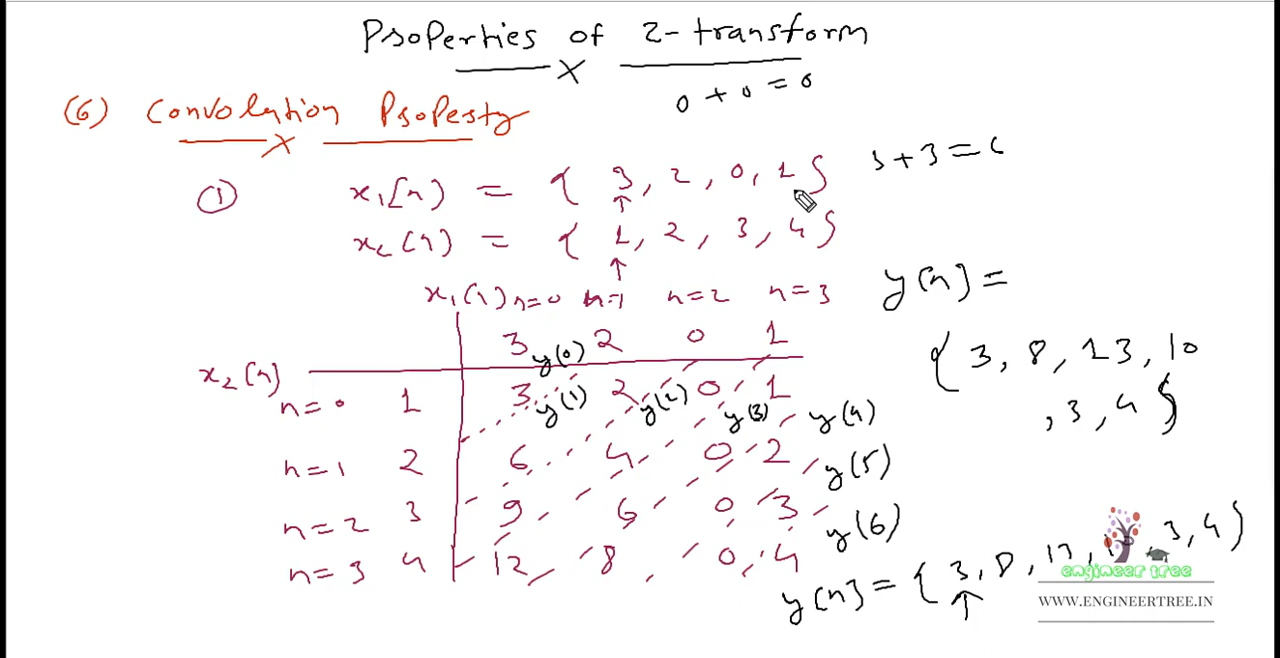 Properties of Z-transform
0 + 0 = 0
(6) Convolution Property
3 + 3 = 6
① x₁[n) = { 3, 2, 0, 1 }
↑
x₂(n) = { 1, 2, 3, 4 }
↑
y[n] =
x₁(n) n=0 n=1 n=2 n=3
3 2 0 1
{ 3, 8, 13, 10
, 3, 4 }
y(0)
x₂(n)
n=0 1 3 2 0 1
y(1) y(2) y(3) y(4)
n=1 2 6 4 0 2
y(5)
n=2 3 9 6 0 3
y(6)
n=3 4 12 8 0 4
y[n] = { 3, 8, 13, 3, 4 }
↑
engineer tree
WWW.ENGINEERTREE.IN